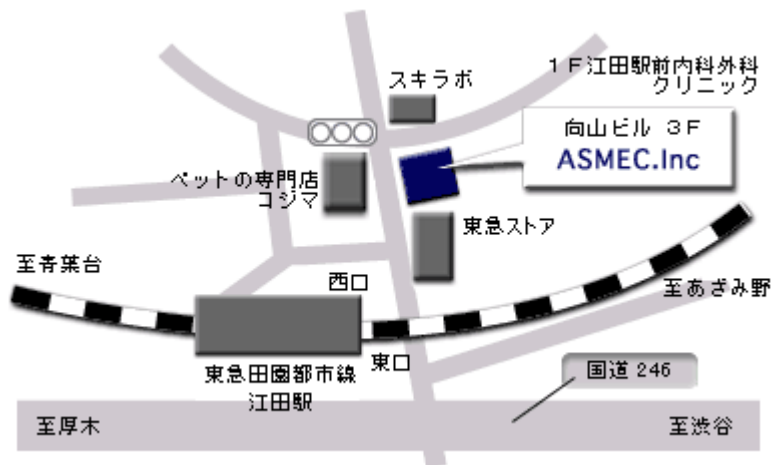 スキラボ
１Ｆ江田駅前内科外科
クリニック
向山ビル ３Ｆ
ASMEC.Inc
ペットの専門店
コジマ
東急ストア
至青葉台
西口
至あざみ野
東急田園都市線
江田駅
東口
国道 246
至厚木
至渋谷